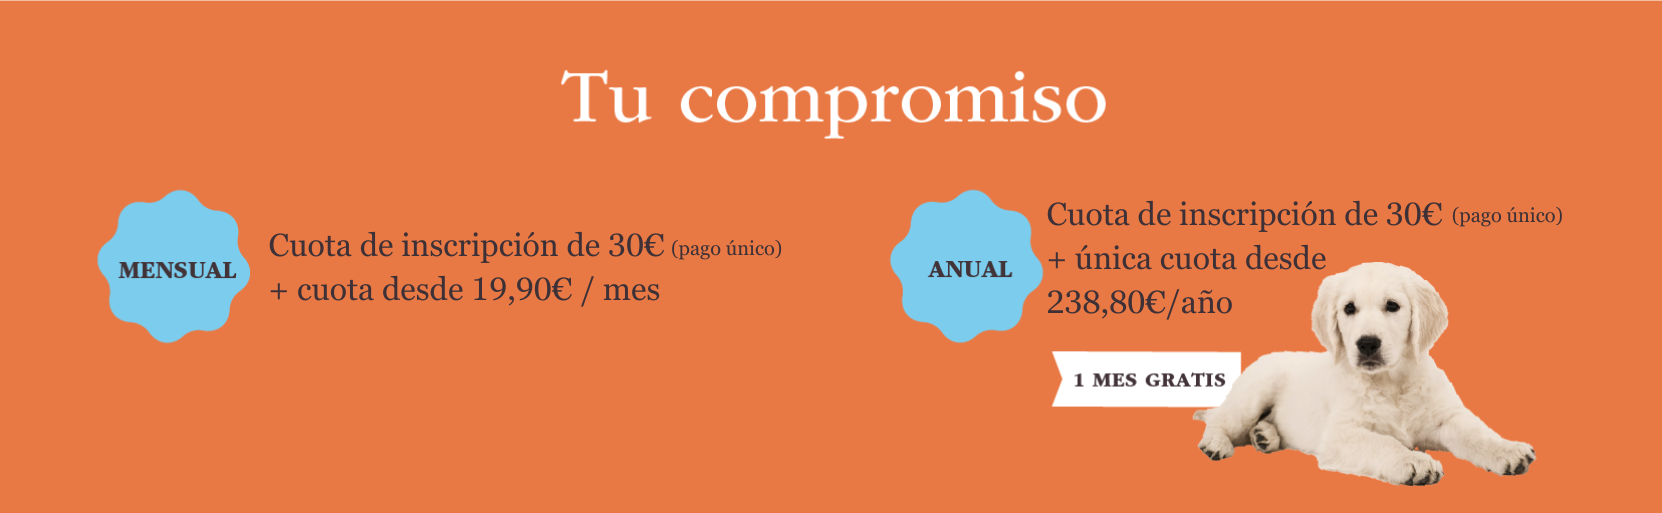 Tu compromiso
MENSUAL
Cuota de inscripción de 30€ (pago único)
+ cuota desde 19,90€ / mes
ANUAL
Cuota de inscripción de 30€ (pago único)
+ única cuota desde
238,80€/año
1 MES GRATIS